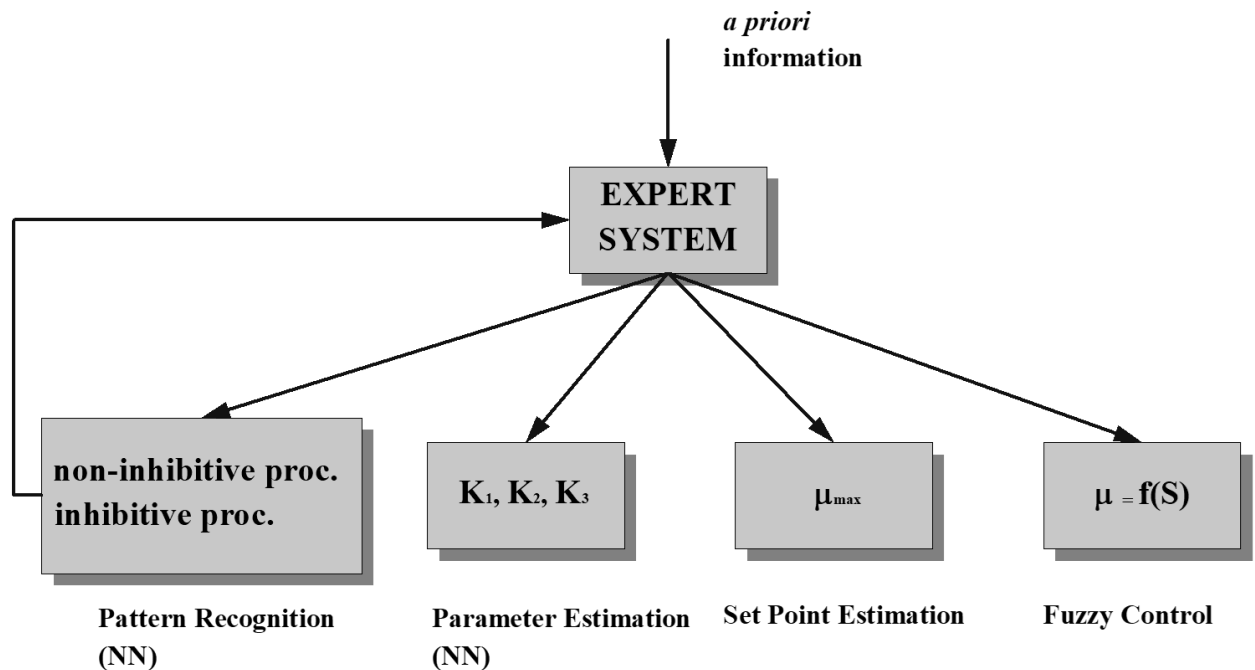 a priori
information
EXPERT
SYSTEM
non-inhibitive proc.
inhibitive proc.
K₁, K₂, K₃
μmax
μ = f(S)
Pattern Recognition
(NN)
Parameter Estimation
(NN)
Set Point Estimation
Fuzzy Control